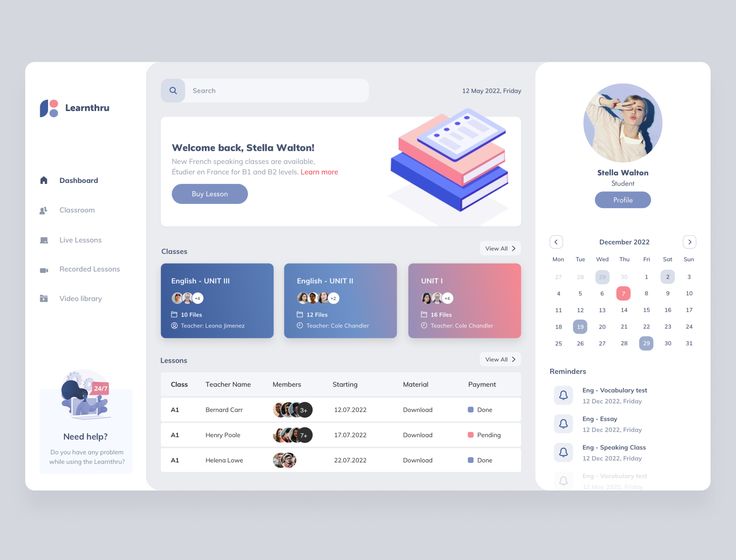 Learnthru
Dashboard
Classroom
Live Lessons
Recorded Lessons
Video library
24/7
Need help?
Do you have any problem
while using the Learnthru?
Search
12 May 2022, Friday
Welcome back, Stella Walton!
New French speaking classes are available,
Étudier en France for B1 and B2 levels. Learn more
Buy Lesson
Classes
View All
English - UNIT III
+4
10 Files
Teacher: Leona Jimenez
English - UNIT II
+2
12 Files
Teacher: Cole Chandler
UNIT I
+4
16 Files
Teacher: Cole Chandler
Lessons
View All
Class Teacher Name Members Starting Material Payment
A1 Bernard Carr 3+ 12.07.2022 Download Done
A1 Henry Poale 7+ 17.07.2022 Download Pending
A1 Helena Lowe 22.07.2022 Download Done
Stella Walton
Student
Profile
December 2022
Mon Tue Wed Thu Fri Sat Sun
27 28 29 30 1 2 3
4 5 6 7 8 9 10
11 12 13 14 15 16 17
18 19 20 21 22 23 24
25 26 27 28 29 30 31
Reminders
Eng - Vocabulary test
12 Dec 2022, Friday
Eng - Essay
12 Dec 2022, Friday
Eng - Speaking Class
12 Dec 2022, Friday
Eng - Vocabulary test
12 May 2022, Friday